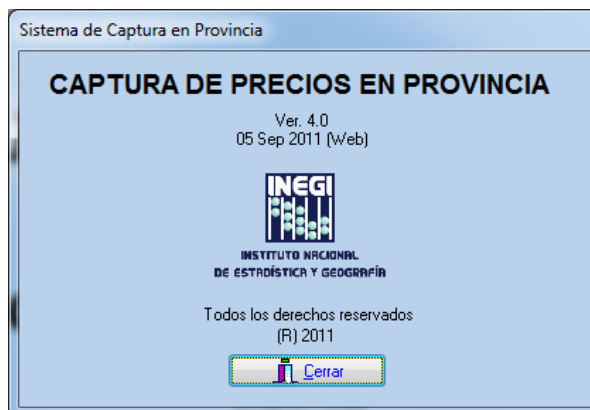 Sistema de Captura en Provincia
CAPTURA DE PRECIOS EN PROVINCIA
Ver. 4.0
05 Sep 2011 (Web)
INEGI
INSTITUTO NACIONAL
DE ESTADÍSTICA Y GEOGRAFÍA
Todos los derechos reservados
(R) 2011
Cerrar